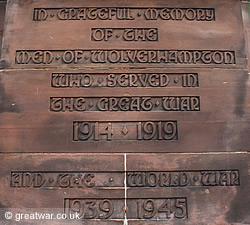 IN · GRATEFUL · MEMORY
OF · THE
MEN · OF · WOLVERHAMPTON
WHO · SERVED · IN
THE · GREAT · WAR
1914 · 1919
AND · THE · WORLD · WAR
1939 1945
© greatwar.co.uk